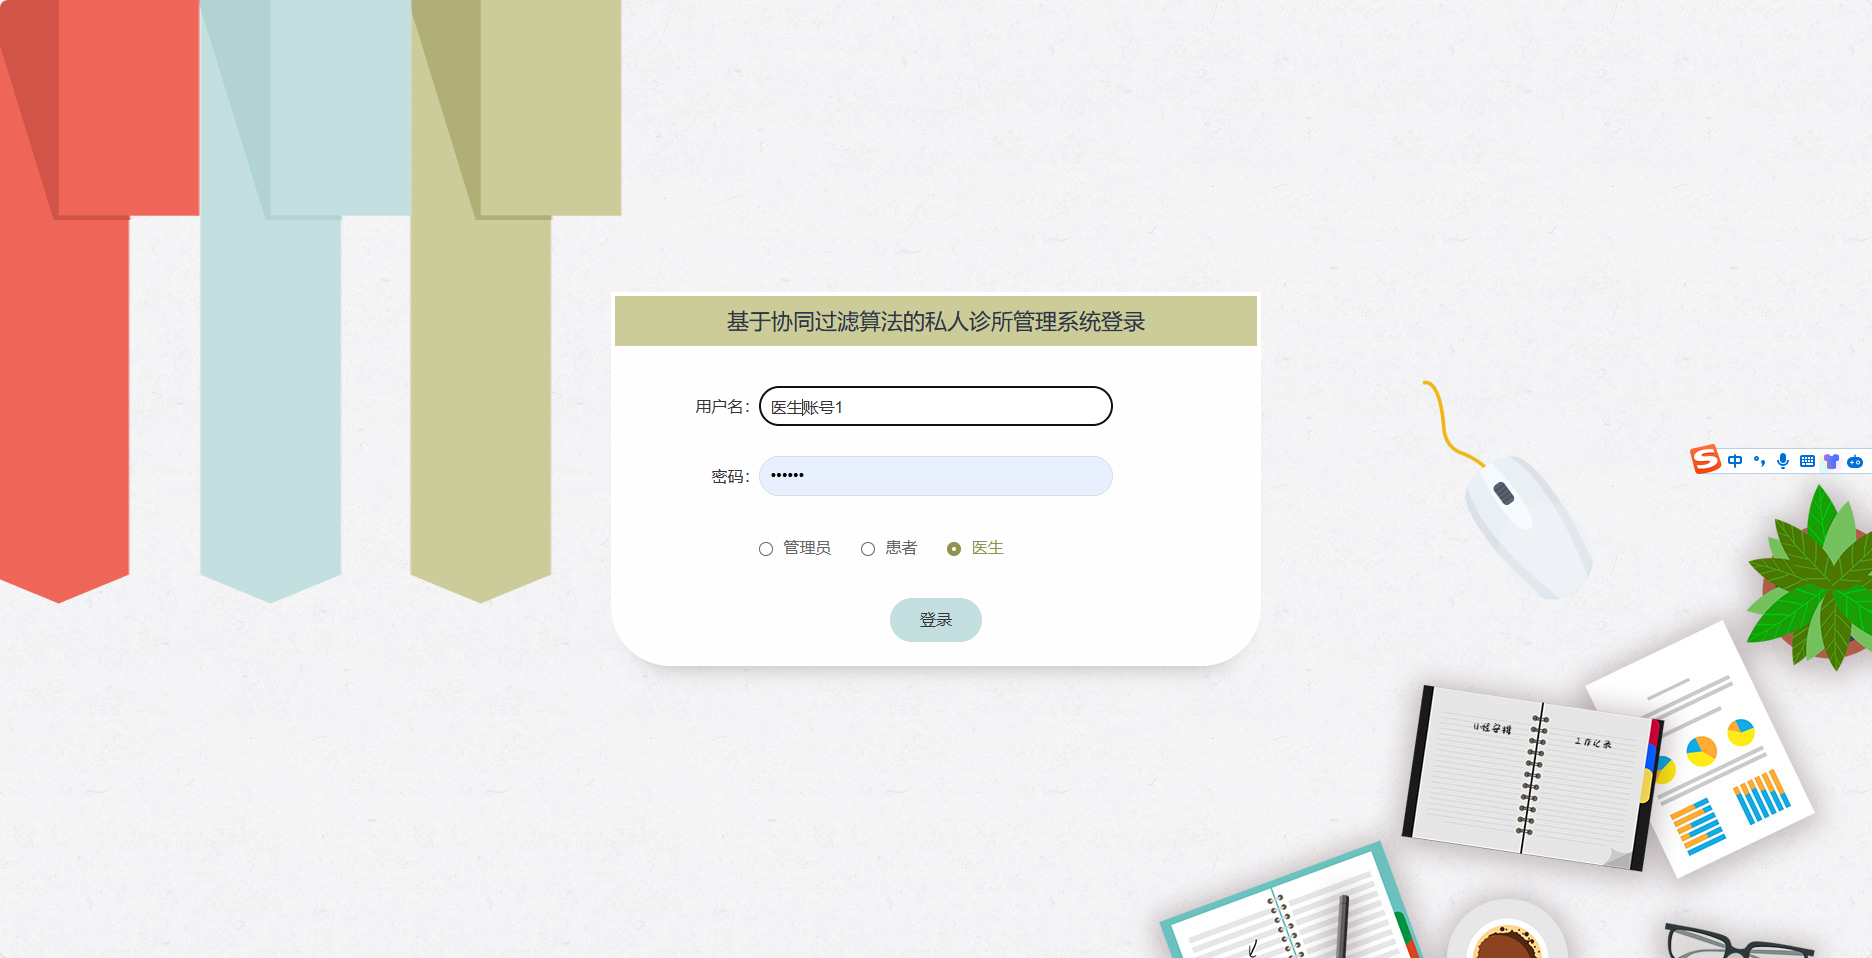 基于协同过滤算法的私人诊所管理系统登录
用户名：
医生账号1
密码：
••••••
管理员
患者
医生
登录
中
日程安排
工作记录